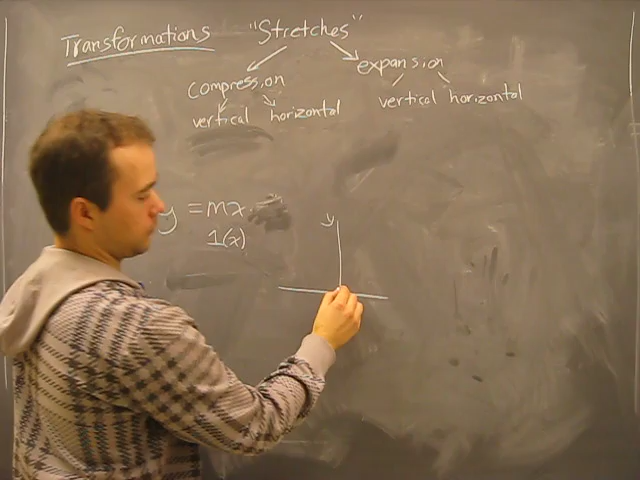 Transformations "Stretches"
compression expansion
vertical horizontal vertical horizontal
y = mx
1(x)
y